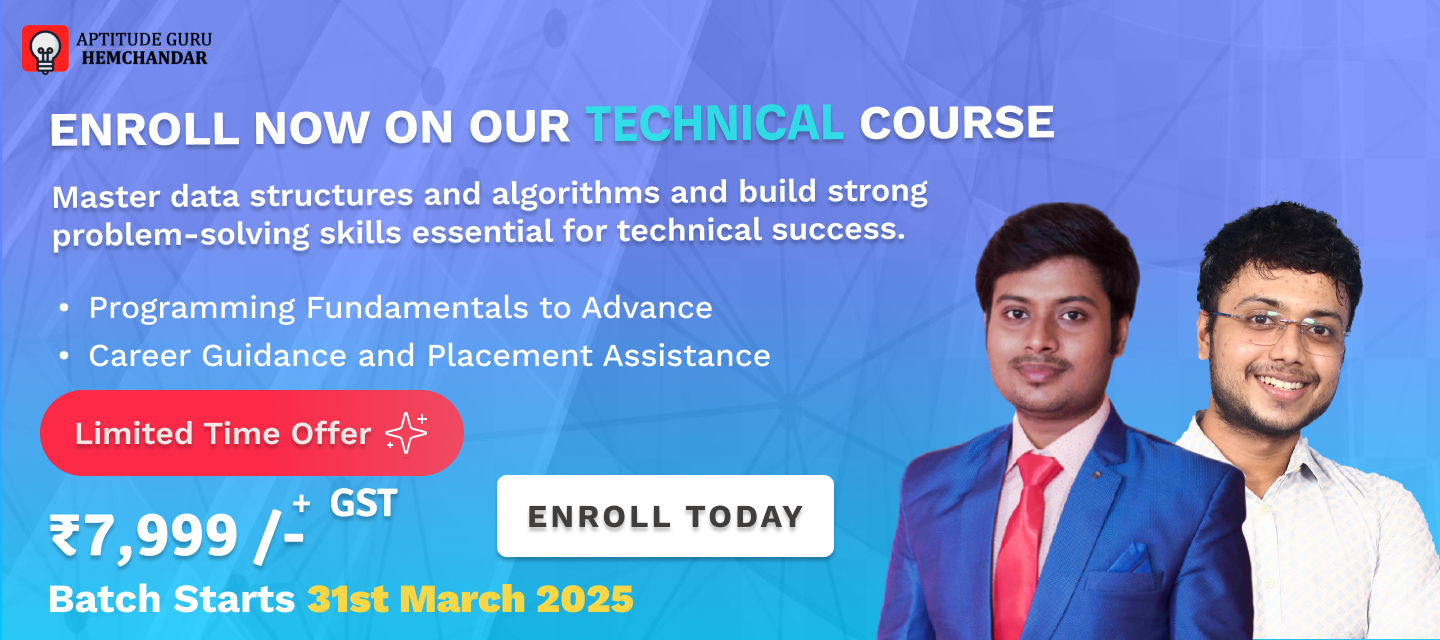 APTITUDE GURU
HEMCHANDAR
ENROLL NOW ON OUR TECHNICAL COURSE
Master data structures and algorithms and build strong
problem-solving skills essential for technical success.
• Programming Fundamentals to Advance
• Career Guidance and Placement Assistance
Limited Time Offer
₹7,999 /- + GST
ENROLL TODAY
Batch Starts 31st March 2025